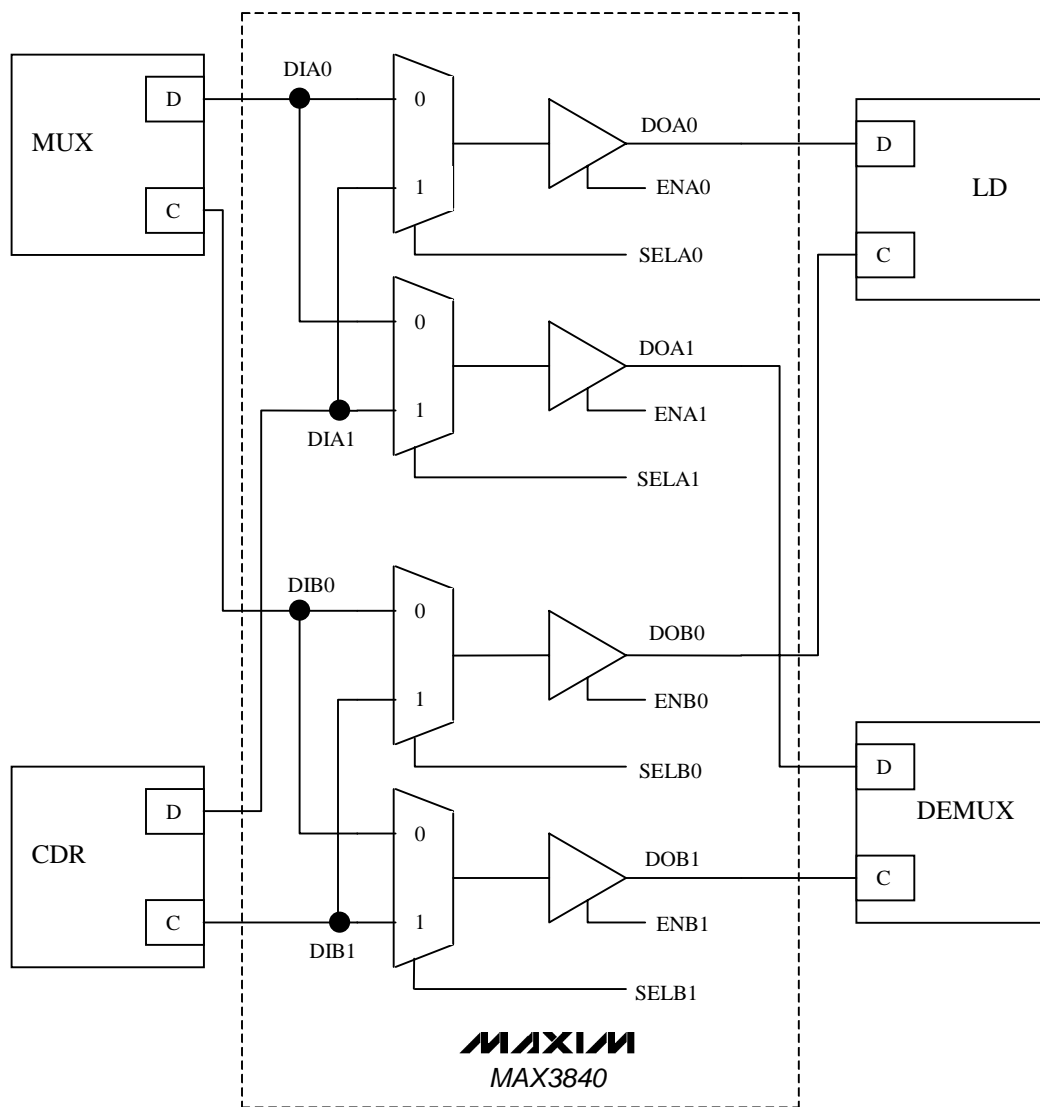 DIA0
D
0
MUX
DOA0
D
1
ENA0
LD
C
SELA0
C
0
DOA1
1
ENA1
DIA1
SELA1
DIB0
0
DOB0
1
ENB0
SELB0
D
D
0
DEMUX
CDR
DOB1
C
C
1
ENB1
DIB1
SELB1
MAXIM
MAX3840